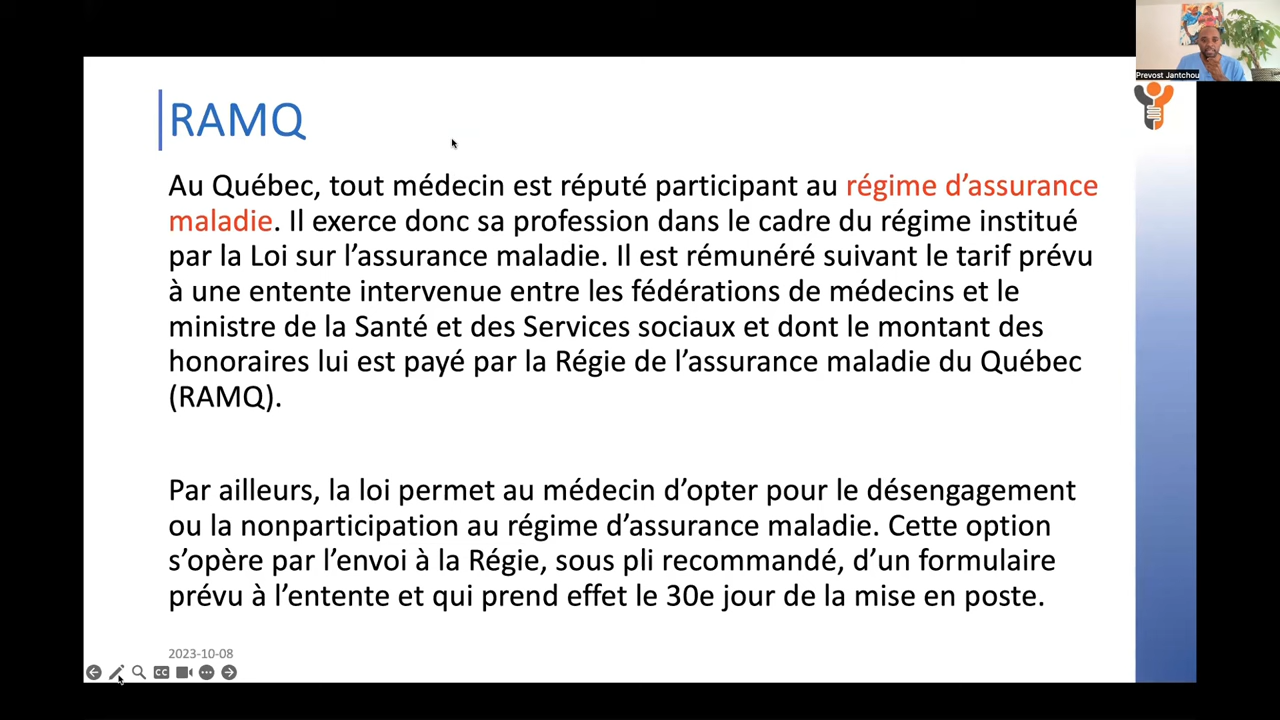 Prevost Jantchou
RAMQ
Au Québec, tout médecin est réputé participant au régime d’assurance
maladie. Il exerce donc sa profession dans le cadre du régime institué
par la Loi sur l’assurance maladie. Il est rémunéré suivant le tarif prévu
à une entente intervenue entre les fédérations de médecins et le
ministre de la Santé et des Services sociaux et dont le montant des
honoraires lui est payé par la Régie de l’assurance maladie du Québec
(RAMQ).
Par ailleurs, la loi permet au médecin d’opter pour le désengagement
ou la nonparticipation au régime d’assurance maladie. Cette option
s’opère par l’envoi à la Régie, sous pli recommandé, d’un formulaire
prévu à l’entente et qui prend effet le 30e jour de la mise en poste.
2023-10-08
CC